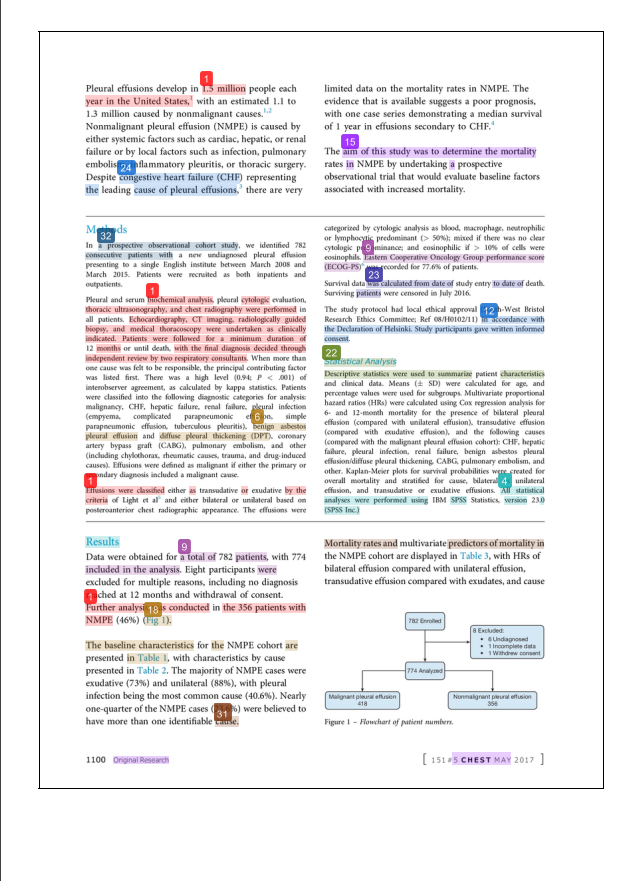 1
Pleural effusions develop in 1.5 million people each
year in the United States,1 with an estimated 1.1 to
1.3 million caused by nonmalignant causes.1,2
Nonmalignant pleural effusion (NMPE) is caused by
either systemic factors such as cardiac, hepatic, or renal
failure or by local factors such as infection, pulmonary
24
embolism, inflammatory pleuritis, or thoracic surgery.
Despite congestive heart failure (CHF) representing
the leading cause of pleural effusions,3 there are very
limited data on the mortality rates in NMPE. The
evidence that is available suggests a poor prognosis,
with one case series demonstrating a median survival
of 1 year in effusions secondary to CHF.4
15
The aim of this study was to determine the mortality
rates in NMPE by undertaking a prospective
observational trial that would evaluate baseline factors
associated with increased mortality.
Methods
32
In a prospective observational cohort study, we identified 782
consecutive patients with a new undiagnosed pleural effusion
presenting to a single English institute between March 2008 and
March 2015. Patients were recruited as both inpatients and
outpatients.
1
Pleural and serum biochemical analysis, pleural cytologic evaluation,
thoracic ultrasonography, and chest radiography were performed in
all patients. Echocardiography, CT imaging, radiologically guided
biopsy, and medical thoracoscopy were undertaken as clinically
indicated. Patients were followed for a minimum duration of
12 months or until death, with the final diagnosis decided through
independent review by two respiratory consultants. When more than
one cause was felt to be responsible, the principal contributing factor
was listed first. There was a high level (0.94; P < .001) of
interobserver agreement, as calculated by kappa statistics. Patients
were classified into the following diagnostic categories for analysis:
malignancy, CHF, hepatic failure, renal failure, pleural infection
6
(empyema, complicated parapneumonic effusion, simple
parapneumonic effusion, tuberculous pleuritis), benign asbestos
pleural effusion and diffuse pleural thickening (DPT), coronary
artery bypass graft (CABG), pulmonary embolism, and other
(including chylothorax, rheumatic causes, trauma, and drug-induced
causes). Effusions were defined as malignant if either the primary or
1
secondary diagnosis included a malignant cause.
Effusions were classified either as transudative or exudative by the
criteria of Light et al5 and either bilateral or unilateral based on
posteroanterior chest radiographic appearance. The effusions were
categorized by cytologic analysis as blood, macrophage, neutrophilic
or lymphocytic predominant (> 50%); mixed if there was no clear
9
cytologic predominance; and eosinophilic if > 10% of cells were
eosinophils. Eastern Cooperative Oncology Group performance score
(ECOG-PS)6 was recorded for 77.6% of patients.
23
Survival data was calculated from date of study entry to date of death.
Surviving patients were censored in July 2016.
12
The study protocol had local ethical approval South-West Bristol
Research Ethics Committee; Ref 08/H0102/11) in accordance with
the Declaration of Helsinki. Study participants gave written informed
consent.
22
Statistical Analysis
Descriptive statistics were used to summarize patient characteristics
and clinical data. Means (± SD) were calculated for age, and
percentage values were used for subgroups. Multivariate proportional
hazard ratios (HRs) were calculated using Cox regression analysis for
6- and 12-month mortality for the presence of bilateral pleural
effusion (compared with unilateral effusion), transudative effusion
(compared with exudative effusion), and the following causes
(compared with the malignant pleural effusion cohort): CHF, hepatic
failure, pleural infection, renal failure, benign pleural asbestos
effusion/diffuse pleural thickening, CABG, pulmonary embolism, and
other. Kaplan-Meier plots for survival probabilities were created for
4
overall mortality and stratified for cause, bilateral unilateral
effusion, and transudative or exudative effusions. All statistical
analyses were performed using IBM SPSS Statistics, version 23.0
(SPSS Inc.)
Results
9
Data were obtained for a total of 782 patients, with 774
included in the analysis. Eight participants were
excluded for multiple reasons, including no diagnosis
1
reached at 12 months and withdrawal of consent.
18
Further analysis was conducted in the 356 patients with
NMPE (46%) (Fig 1).
The baseline characteristics for the NMPE cohort are
presented in Table 1, with characteristics by cause
presented in Table 2. The majority of NMPE cases were
exudative (73%) and unilateral (88%), with pleural
infection being the most common cause (40.6%). Nearly
31
one-quarter of the NMPE cases were believed to
have more than one identifiable cause.
Mortality rates and multivariate predictors of mortality in
the NMPE cohort are displayed in Table 3, with HRs of
bilateral effusion compared with unilateral effusion,
transudative effusion compared with exudates, and cause
782 Enrolled
8 Excluded:
• 6 Undiagnosed
• 1 Incomplete data
• 1 Withdrew consent
774 Analyzed
Malignant pleural effusion
418
Nonmalignant pleural effusion
356
Figure 1 – Flowchart of patient numbers.
1100 Original Research
[ 151#5 CHEST MAY 2017 ]